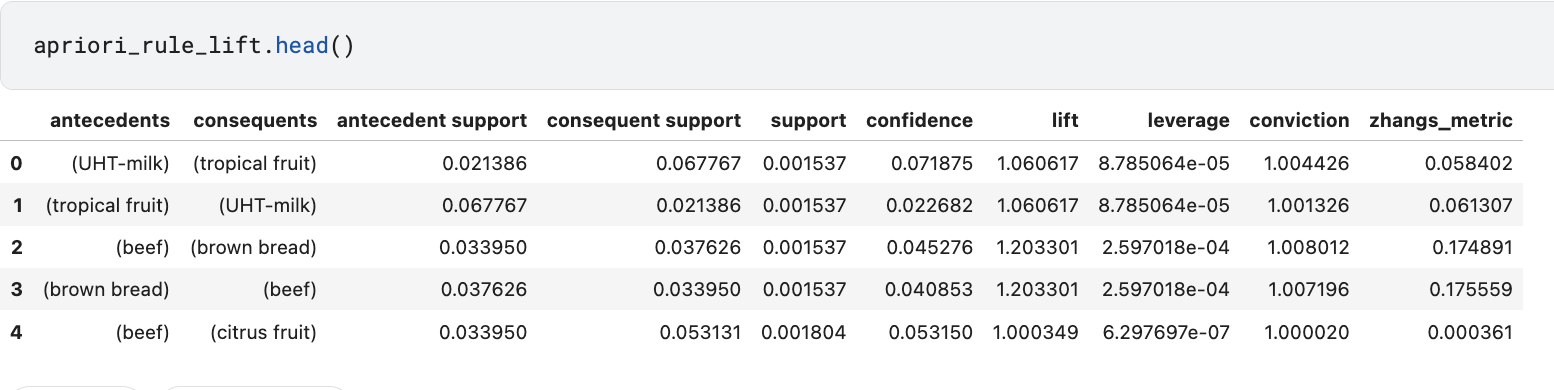 apriori_rule_lift.head()
antecedents consequents antecedent support consequent support support confidence lift leverage conviction zhangs_metric
0 (UHT-milk) (tropical fruit) 0.021386 0.067767 0.001537 0.071875 1.060617 8.785064e-05 1.004426 0.058402
1 (tropical fruit) (UHT-milk) 0.067767 0.021386 0.001537 0.022682 1.060617 8.785064e-05 1.001326 0.061307
2 (beef) (brown bread) 0.033950 0.037626 0.001537 0.045276 1.203301 2.597018e-04 1.008012 0.174891
3 (brown bread) (beef) 0.037626 0.033950 0.001537 0.040853 1.203301 2.597018e-04 1.007196 0.175559
4 (beef) (citrus fruit) 0.033950 0.053131 0.001804 0.053150 1.000349 6.297697e-07 1.000020 0.000361